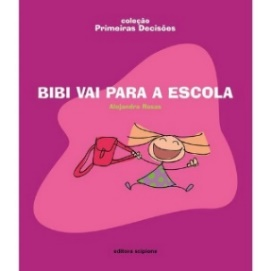 coleção
Primeiras Decisões
BIBI VAI PARA A ESCOLA
Alejandro Rosas
editora scipione